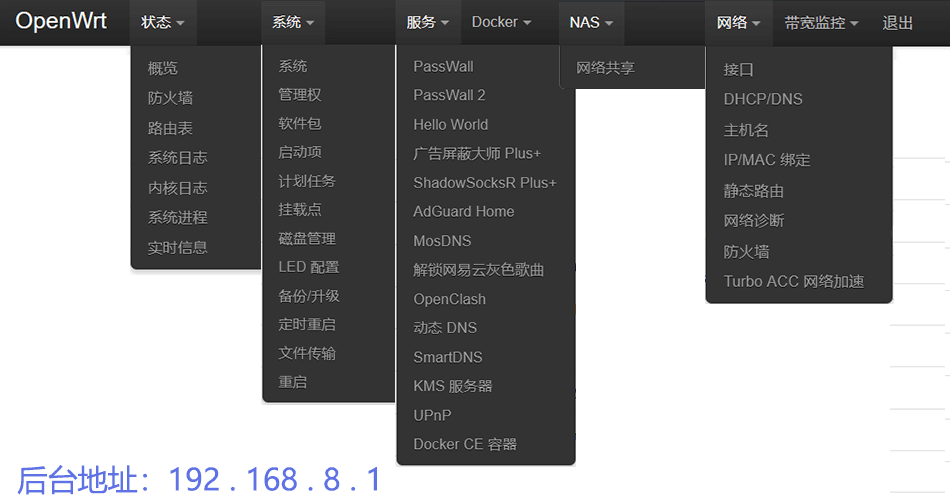 OpenWrt
状态
系统
服务
Docker
NAS
网络
带宽监控
退出
概览
防火墙
路由表
系统日志
内核日志
系统进程
实时信息
系统
管理权
软件包
启动项
计划任务
挂载点
磁盘管理
LED 配置
备份/升级
定时重启
文件传输
重启
PassWall
PassWall 2
Hello World
广告屏蔽大师 Plus+
ShadowSocksR Plus+
AdGuard Home
MosDNS
解锁网易云灰色歌曲
OpenClash
动态 DNS
SmartDNS
KMS 服务器
UPnP
Docker CE 容器
网络共享
接口
DHCP/DNS
主机名
IP/MAC 绑定
静态路由
网络诊断
防火墙
Turbo ACC 网络加速
后台地址：192 . 168 . 8 . 1